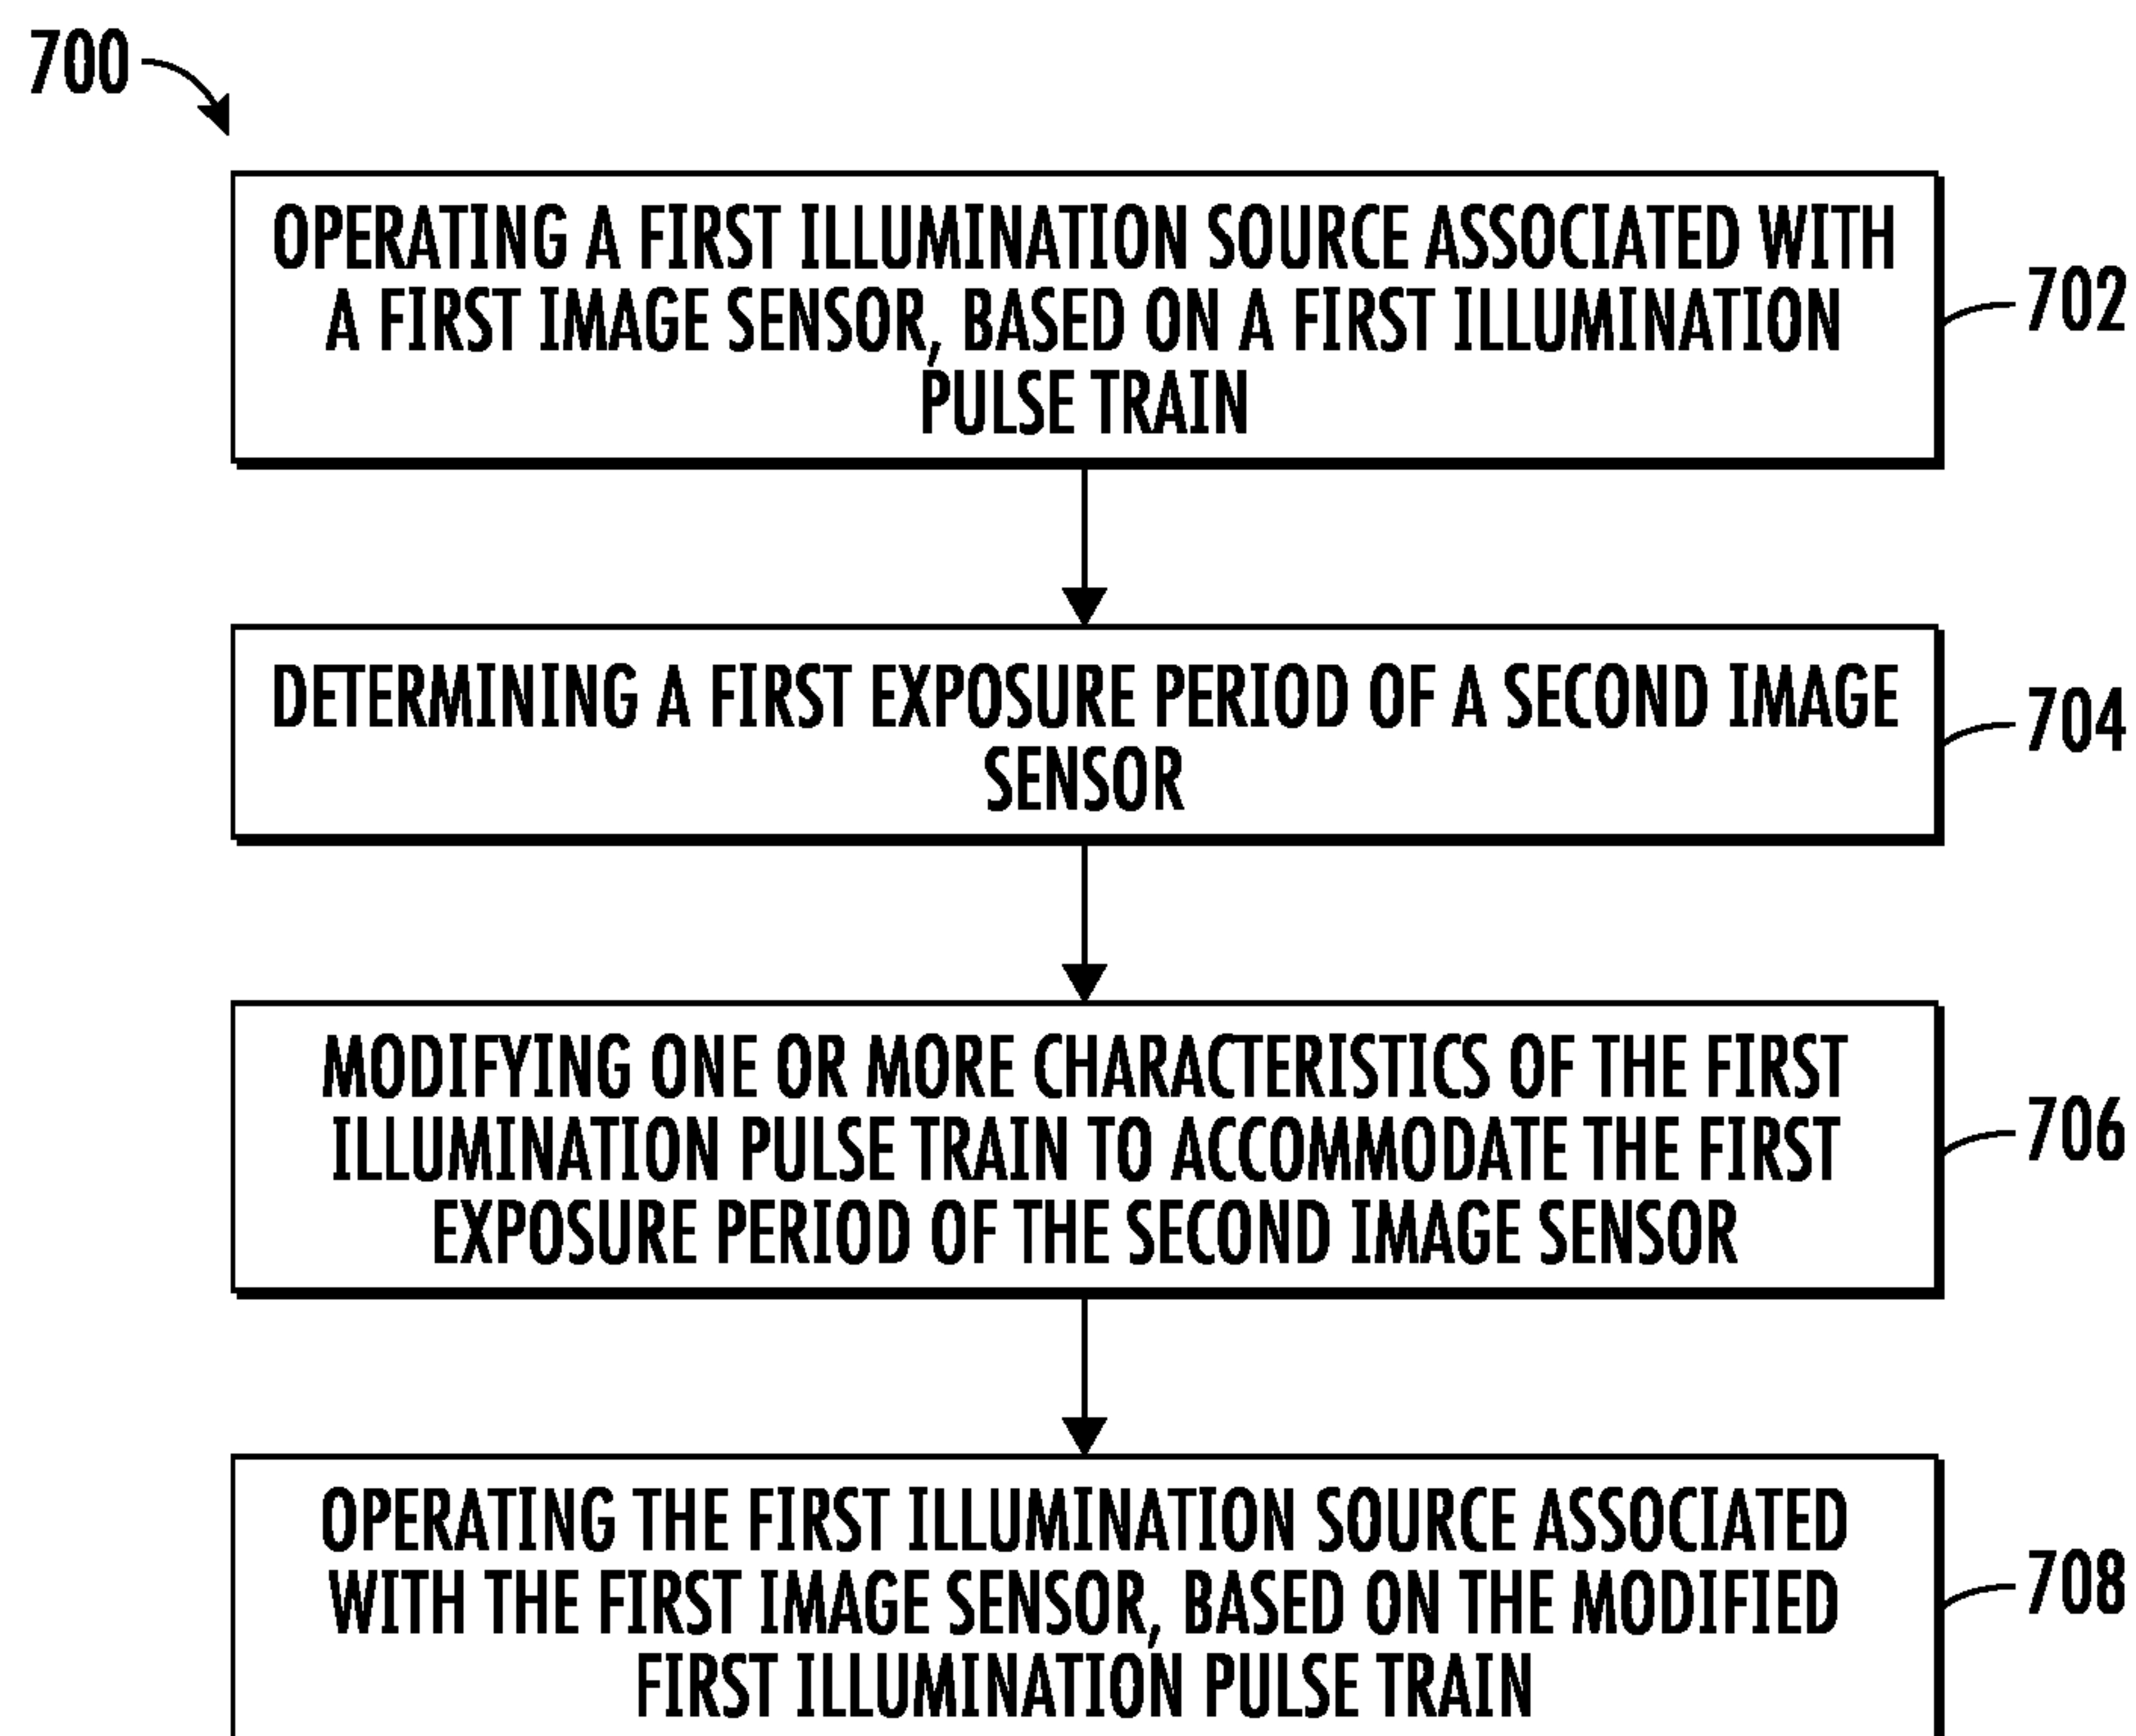 700
OPERATING A FIRST ILLUMINATION SOURCE ASSOCIATED WITH
A FIRST IMAGE SENSOR, BASED ON A FIRST ILLUMINATION
PULSE TRAIN
702
DETERMINING A FIRST EXPOSURE PERIOD OF A SECOND IMAGE
SENSOR
704
MODIFYING ONE OR MORE CHARACTERISTICS OF THE FIRST
ILLUMINATION PULSE TRAIN TO ACCOMMODATE THE FIRST
EXPOSURE PERIOD OF THE SECOND IMAGE SENSOR
706
OPERATING THE FIRST ILLUMINATION SOURCE ASSOCIATED
WITH THE FIRST IMAGE SENSOR, BASED ON THE MODIFIED
FIRST ILLUMINATION PULSE TRAIN
708